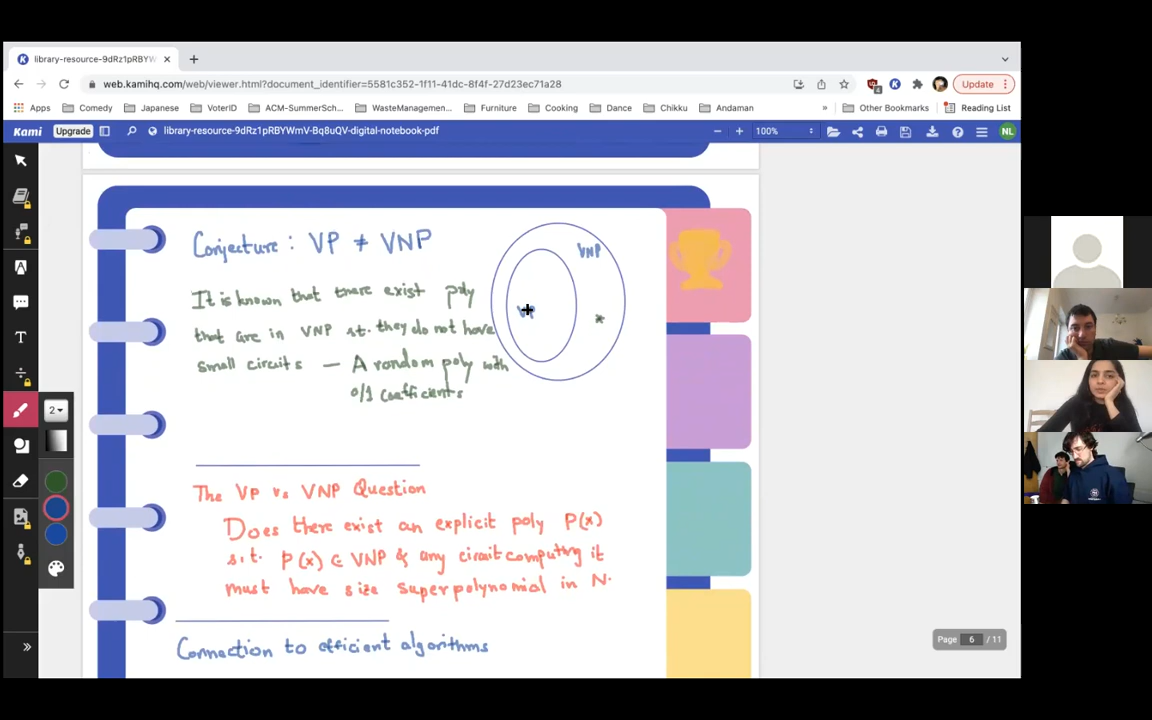 library-resource-9dRz1pRBYW
web.kamihq.com/web/viewer.html?document_identifier=5581c352-1f11-41dc-8f4f-27d23ec71a28
Update
Apps Comedy Japanese VoterID ACM-SummerSch... WasteManagemen... Furniture Cooking Dance Chikku Andaman » Other Bookmarks Reading List
Kami Upgrade library-resource-9dRz1pRBYWmV-Bq8uQV-digital-notebook-pdf 100% NL
Conjecture : VP ≠ VNP
VNP
It is known that there exist poly
VP
*
that are in VNP s.t. they do not have
small circuits — A random poly with
0/1 coefficients
2
The VP vs VNP Question
Does there exist an explicit poly P(x)
s.t. P(x) ∈ VNP & any circuit computing it
must have size superpolynomial in N.
Page 6 / 11
Connection to efficient algorithms